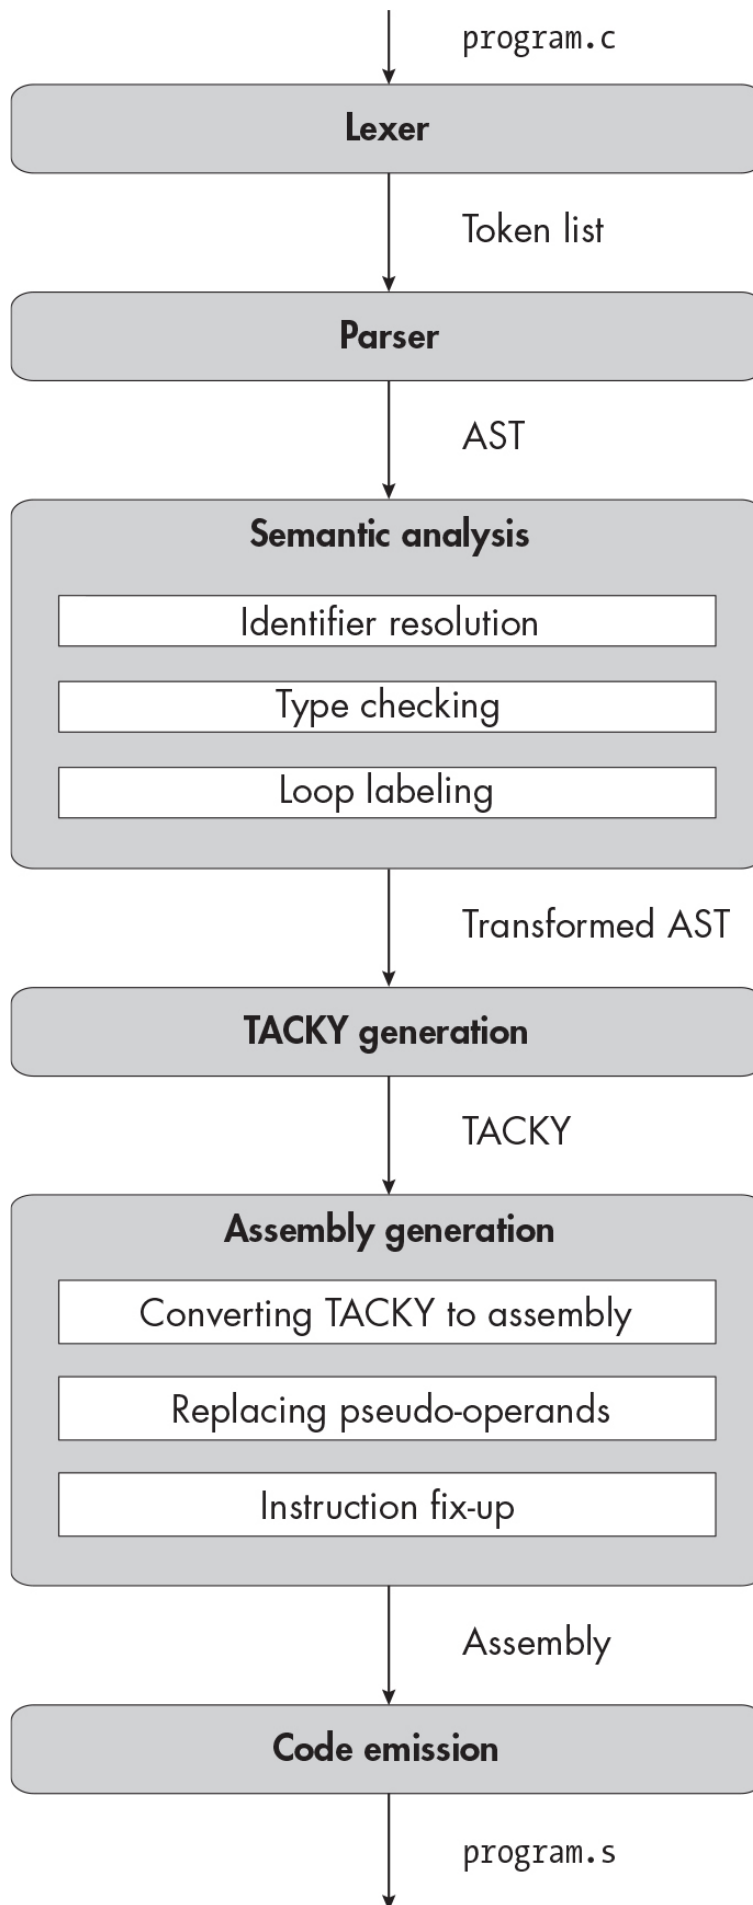 program.c
Lexer
Token list
Parser
AST
Semantic analysis
Identifier resolution
Type checking
Loop labeling
Transformed AST
TACKY generation
TACKY
Assembly generation
Converting TACKY to assembly
Replacing pseudo-operands
Instruction fix-up
Assembly
Code emission
program.s